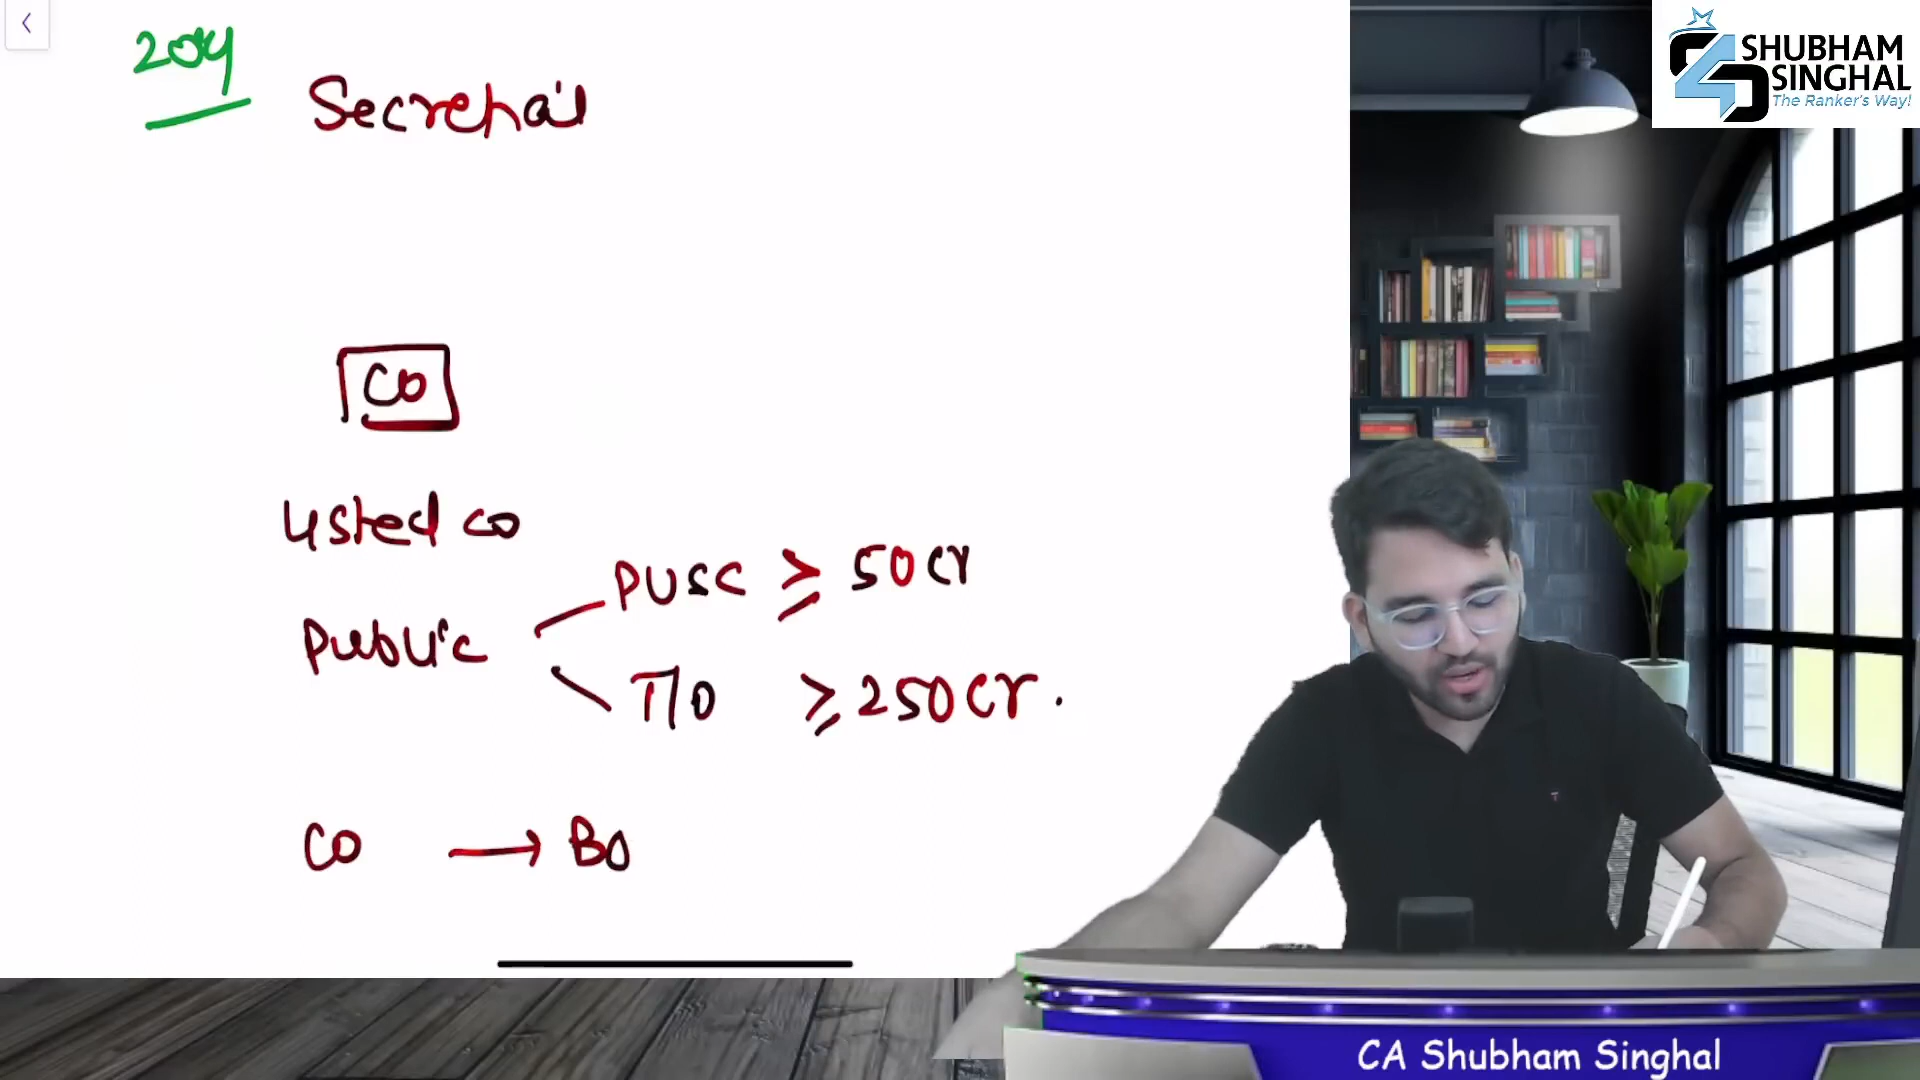 204
Secretarial
SHUBHAM
SINGHAL
The Ranker's Way!
CO
Listed co
PUSC ≥ 50 Cr
Public
T/O ≥ 250 Cr.
CO → BO
CA Shubham Singhal